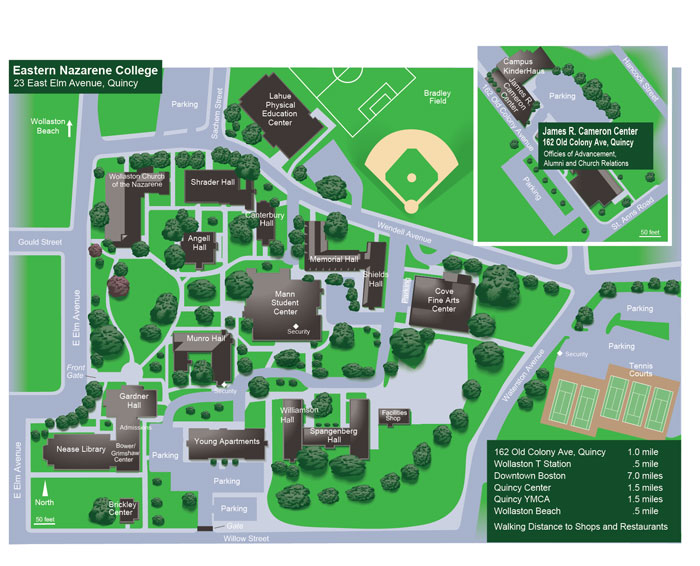 Eastern Nazarene College
23 East Elm Avenue, Quincy
Wollaston
Beach
Parking
Sachem Street
Lahue
Physical
Education
Center
Bradley
Field
Campus
KinderHaus
James R.
Cameron
Center
162 Old Colony Avenue
Parking
Hancock Street
James R. Cameron Center
162 Old Colony Ave, Quincy
Officies of Advancement,
Alumni and Church Relations
Parking
St. Anns Road
50 feet
Wollaston Church
of the Nazarene
Shrader Hall
Canterbury
Hall
Angell
Hall
Wendell Avenue
Gould Street
Memorial Hall
Shields
Hall
Mann
Student
Center
Security
Cove
Fine Arts
Center
E Elm Avenue
Munro Hall
Security
Front
Gate
Gardner
Hall
Admissions
Nease Library
Bower/
Grimshaw
Center
Young Apartments
Williamson
Hall
Spangenberg
Hall
Facilities
Shop
Waterston Avenue
Security
Parking
Parking
Tennis
Courts
E Elm Avenue
North
50 feet
Brickley
Center
Parking
Parking
Parking
Gate
Willow Street
162 Old Colony Ave, Quincy 1.0 mile
Wollaston T Station .5 mile
Downtown Boston 7.0 miles
Quincy Center 1.5 miles
Quincy YMCA 1.5 miles
Wollaston Beach .5 mile
Walking Distance to Shops and Restaurants